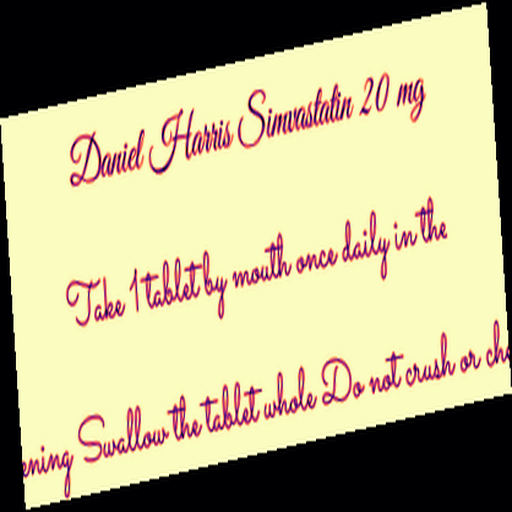 Daniel Harris Simvastatin 20 mg
Take 1 tablet by mouth once daily in the
Swallow the tablet whole Do not crush or